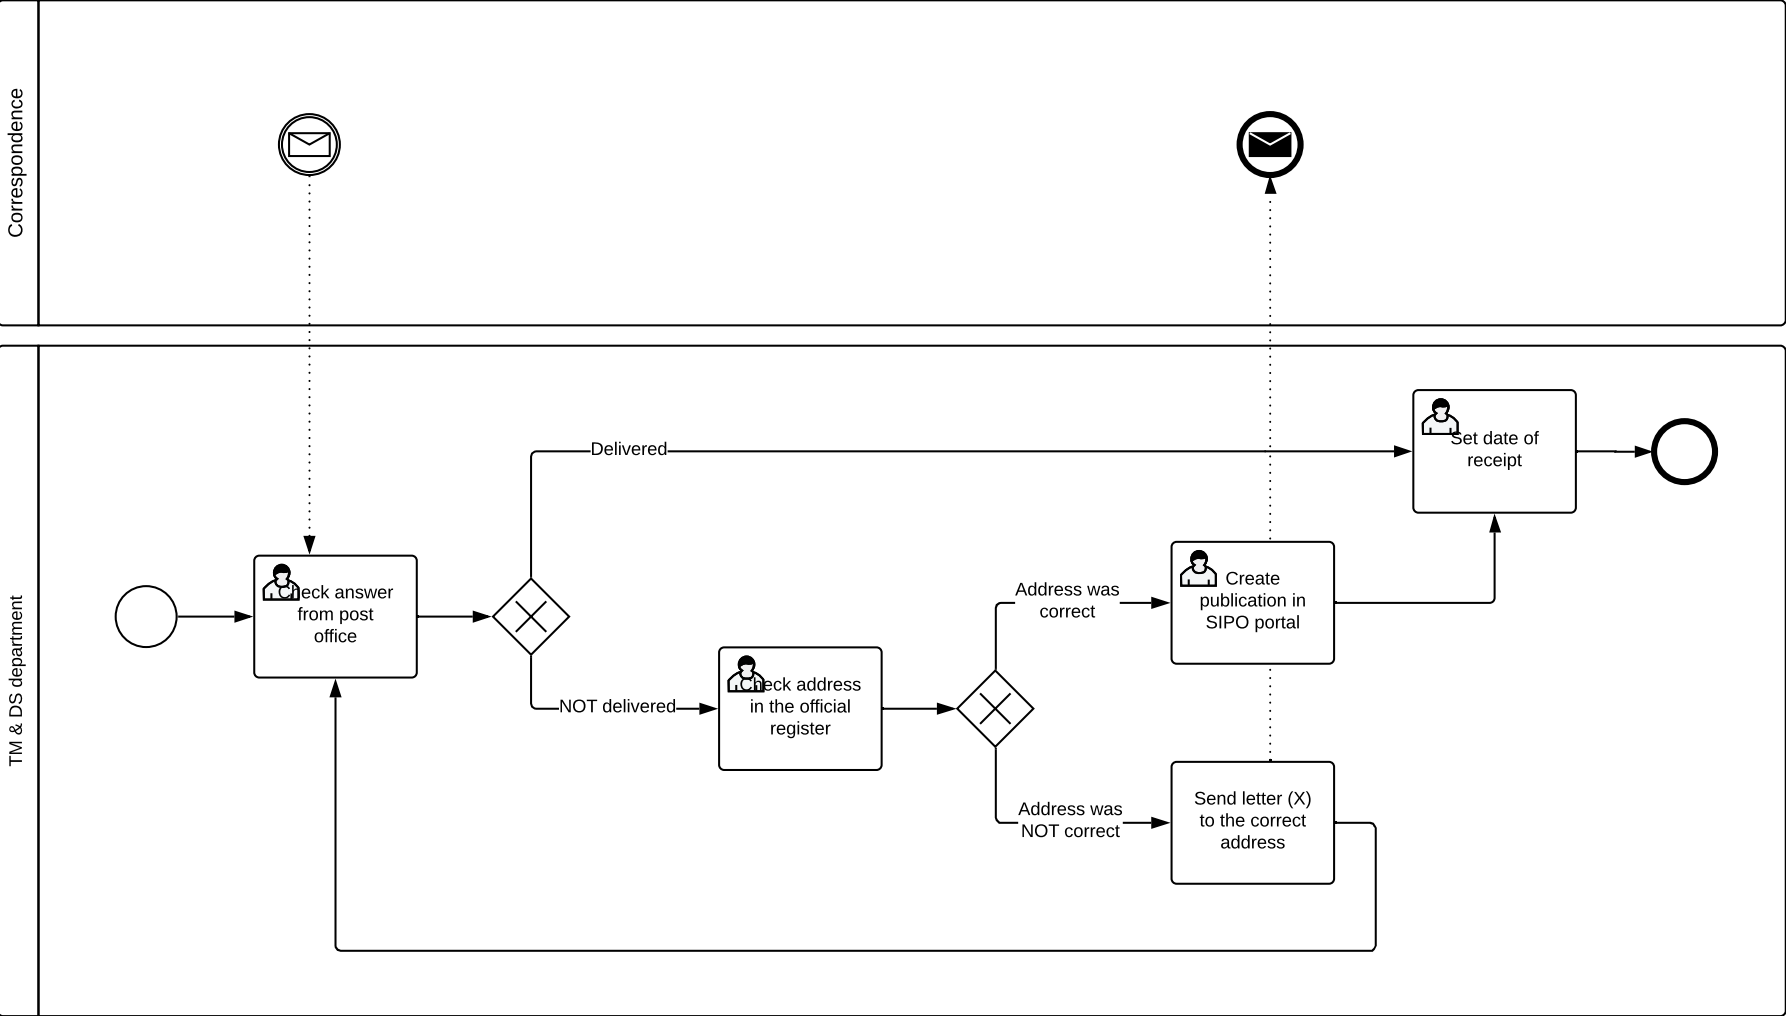 Correspondence
TM & DS department
Delivered
Set date of
receipt
Check answer
from post
office
NOT delivered
Check address
in the official
register
Address was
correct
Create
publication in
SIPO portal
Address was
NOT correct
Send letter (X)
to the correct
address